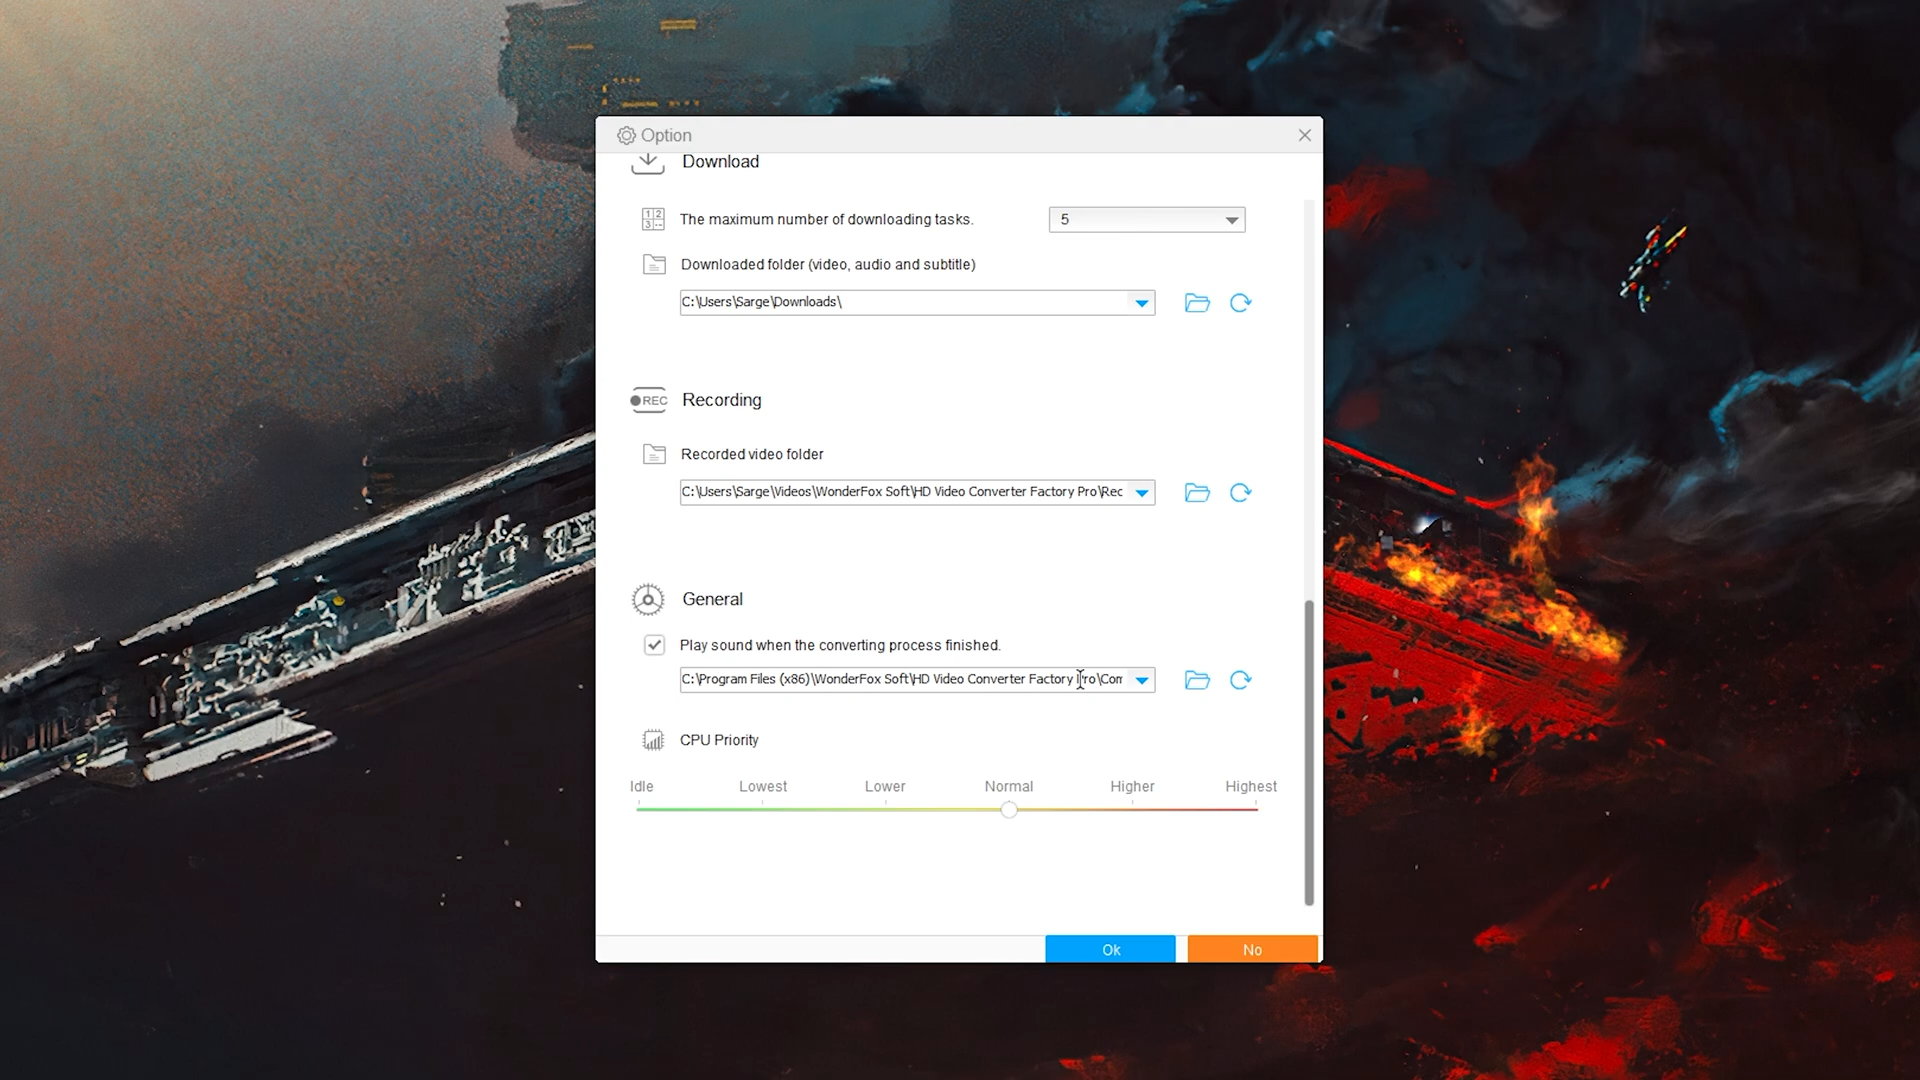 Option
Download
The maximum number of downloading tasks.
5
Downloaded folder (video, audio and subtitle)
C:\Users\Sarge\Downloads\
REC
Recording
Recorded video folder
C:\Users\Sarge\Videos\WonderFox Soft\HD Video Converter Factory Pro\Rec
General
Play sound when the converting process finished.
C:\Program Files (x86)\WonderFox Soft\HD Video Converter Factory Pro\Com
CPU Priority
Idle Lowest Lower Normal Higher Highest
Ok No